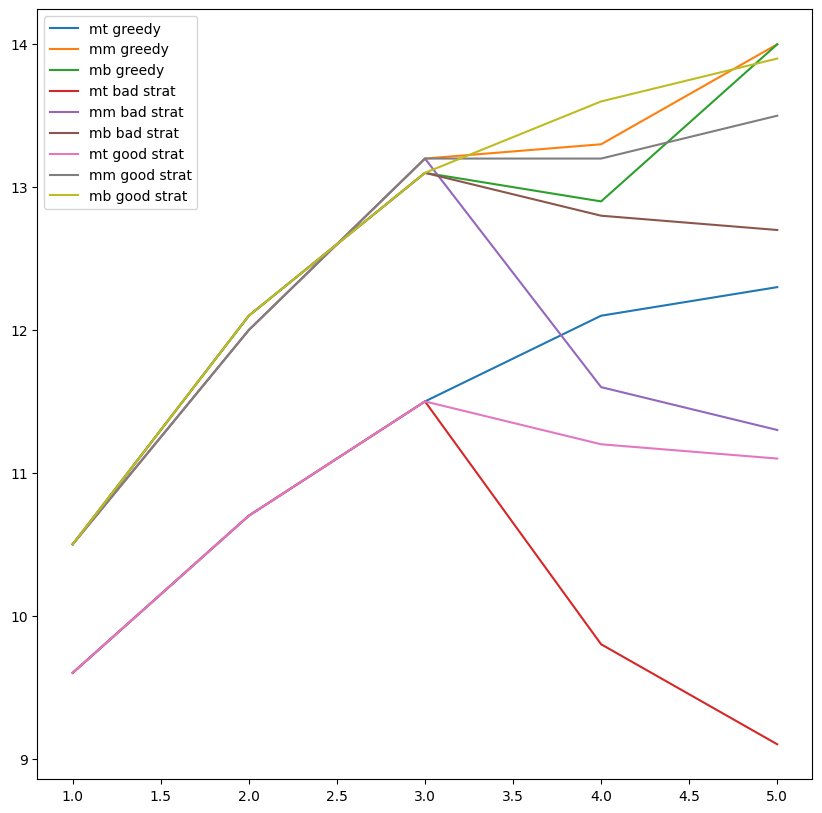 mt greedy
mm greedy
mb greedy
mt bad strat
mm bad strat
mb bad strat
mt good strat
mm good strat
mb good strat
14
13
12
11
10
9
1.0 1.5 2.0 2.5 3.0 3.5 4.0 4.5 5.0